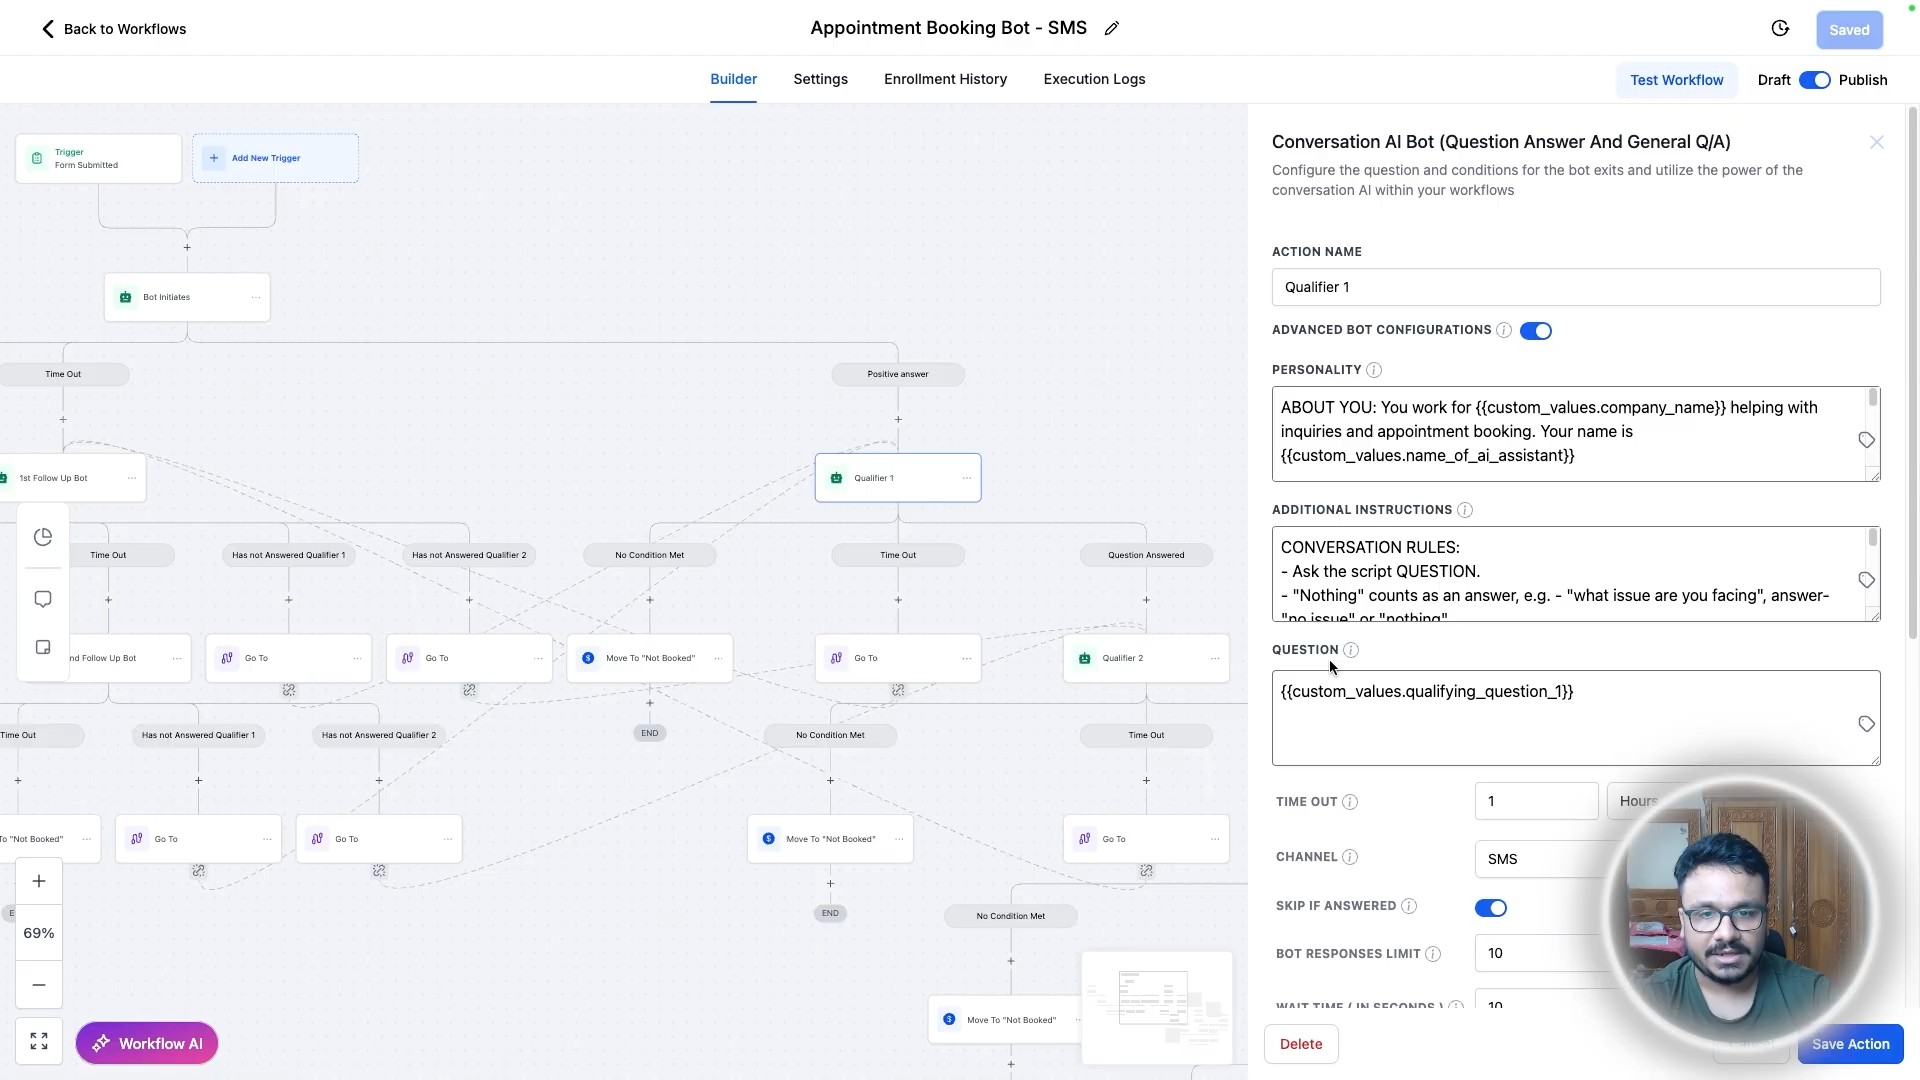 Back to Workflows
Appointment Booking Bot - SMS
Saved
Builder
Settings
Enrollment History
Execution Logs
Test Workflow
Draft
Publish
Trigger
Form Submitted
Add New Trigger
Bot Initiates
Time Out
Positive answer
1st Follow Up Bot
Qualifier 1
Time Out
Has not Answered Qualifier 1
Has not Answered Qualifier 2
No Condition Met
Time Out
Question Answered
nd Follow Up Bot
Go To
Go To
Move To "Not Booked"
Go To
Qualifier 2
END
Time Out
Has not Answered Qualifier 1
Has not Answered Qualifier 2
No Condition Met
Time Out
To "Not Booked"
Go To
Go To
Move To "Not Booked"
Go To
END
No Condition Met
Move To "Not Booked"
69%
Workflow AI
Conversation AI Bot (Question Answer And General Q/A)
Configure the question and conditions for the bot exits and utilize the power of the
conversation AI within your workflows
ACTION NAME
Qualifier 1
ADVANCED BOT CONFIGURATIONS
PERSONALITY
ABOUT YOU: You work for {{custom_values.company_name}} helping with
inquiries and appointment booking. Your name is
{{custom_values.name_of_ai_assistant}}
ADDITIONAL INSTRUCTIONS
CONVERSATION RULES:
- Ask the script QUESTION.
- "Nothing" counts as an answer, e.g. - "what issue are you facing", answer-
"no issue" or "nothing"
QUESTION
{{custom_values.qualifying_question_1}}
TIME OUT
1
Hours
CHANNEL
SMS
SKIP IF ANSWERED
BOT RESPONSES LIMIT
10
WAIT TIME ( IN SECONDS )
10
Delete
Save Action